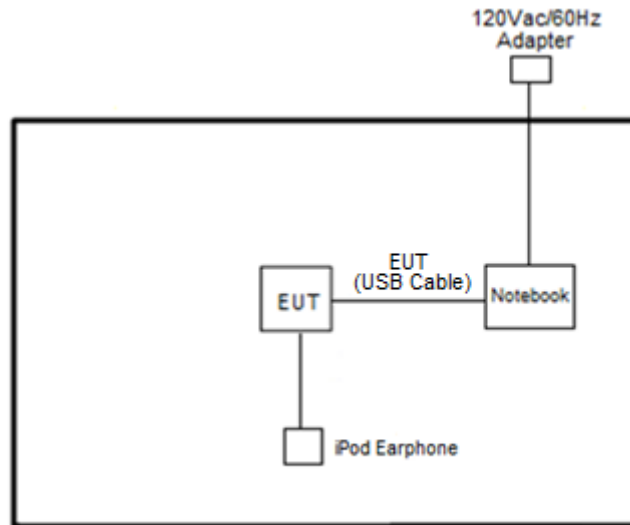 120Vac/60Hz
Adapter
EUT
(USB Cable)
EUT
Notebook
iPod Earphone